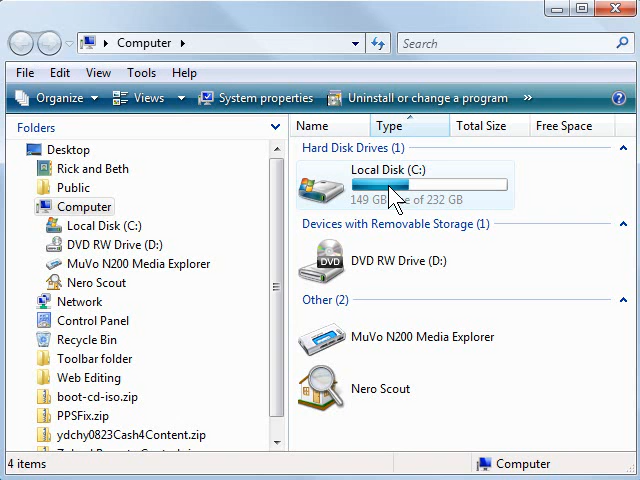 Computer
Search
File Edit View Tools Help
Organize Views System properties Uninstall or change a program »
Folders
Name Type Total Size Free Space
Desktop
Rick and Beth
Public
Computer
Local Disk (C:)
DVD RW Drive (D:)
MuVo N200 Media Explorer
Nero Scout
Network
Control Panel
Recycle Bin
Toolbar folder
Web Editing
boot-cd-iso.zip
PPSFix.zip
ydchy0823Cash4Content.zip
Hard Disk Drives (1)
Local Disk (C:)
149 GB of 232 GB
Devices with Removable Storage (1)
DVD
DVD RW Drive (D:)
Other (2)
MuVo N200 Media Explorer
Nero Scout
4 items
Computer